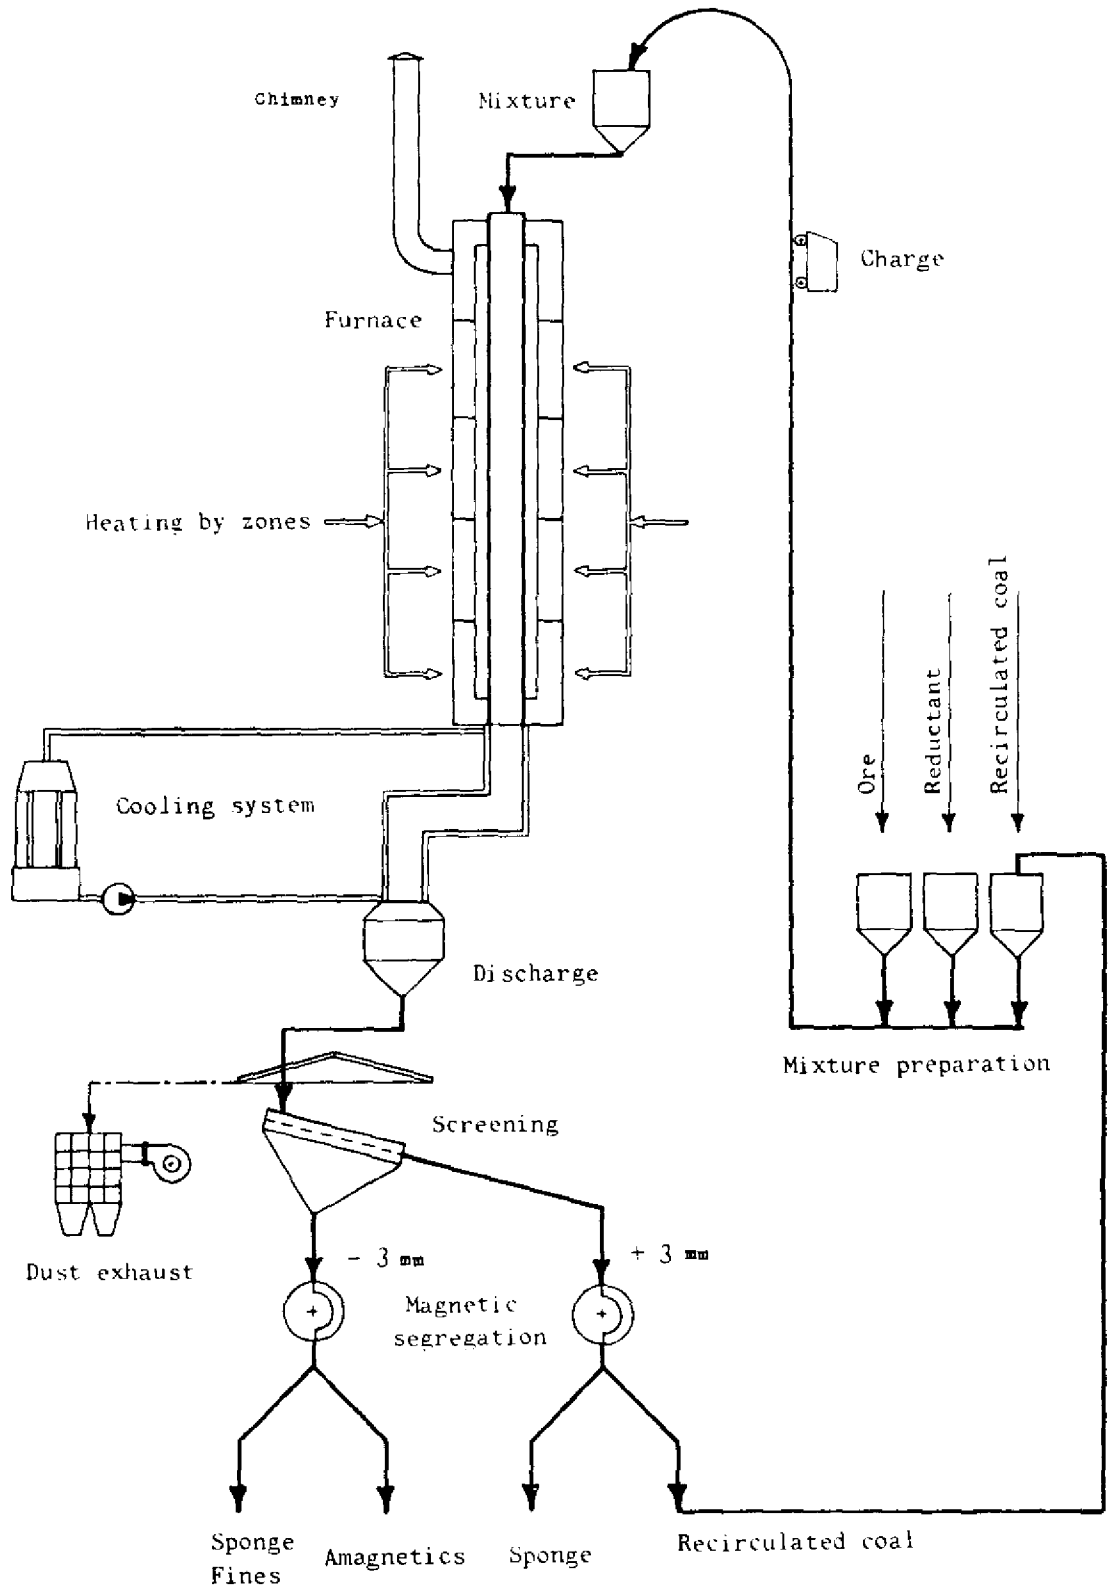 Chimney
Mixture
Charge
Furnace
Heating by zones
Ore
Reductant
Recirculated coal
Cooling system
Discharge
Mixture preparation
Screening
Dust exhaust
- 3 mm
+ 3 mm
Magnetic
segregation
Sponge
Fines
Amagnetics
Sponge
Recirculated coal